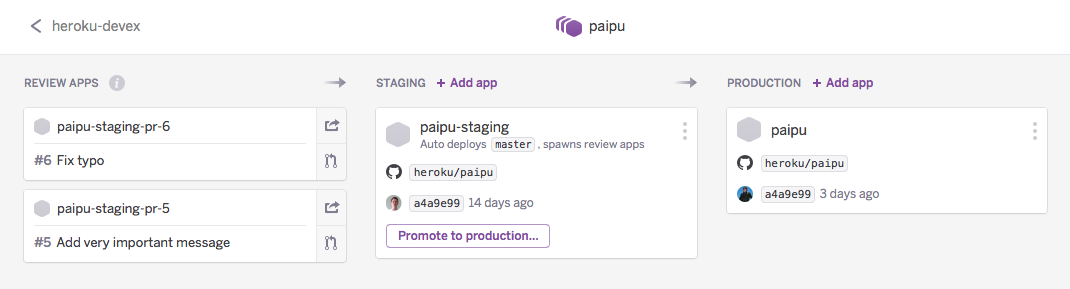 heroku-devex
paipu
REVIEW APPS
paipu-staging-pr-6
#6 Fix typo
paipu-staging-pr-5
#5 Add very important message
STAGING + Add app
paipu-staging
Auto deploys master , spawns review apps
heroku/paipu
a4a9e99 14 days ago
Promote to production...
PRODUCTION + Add app
paipu
heroku/paipu
a4a9e99 3 days ago